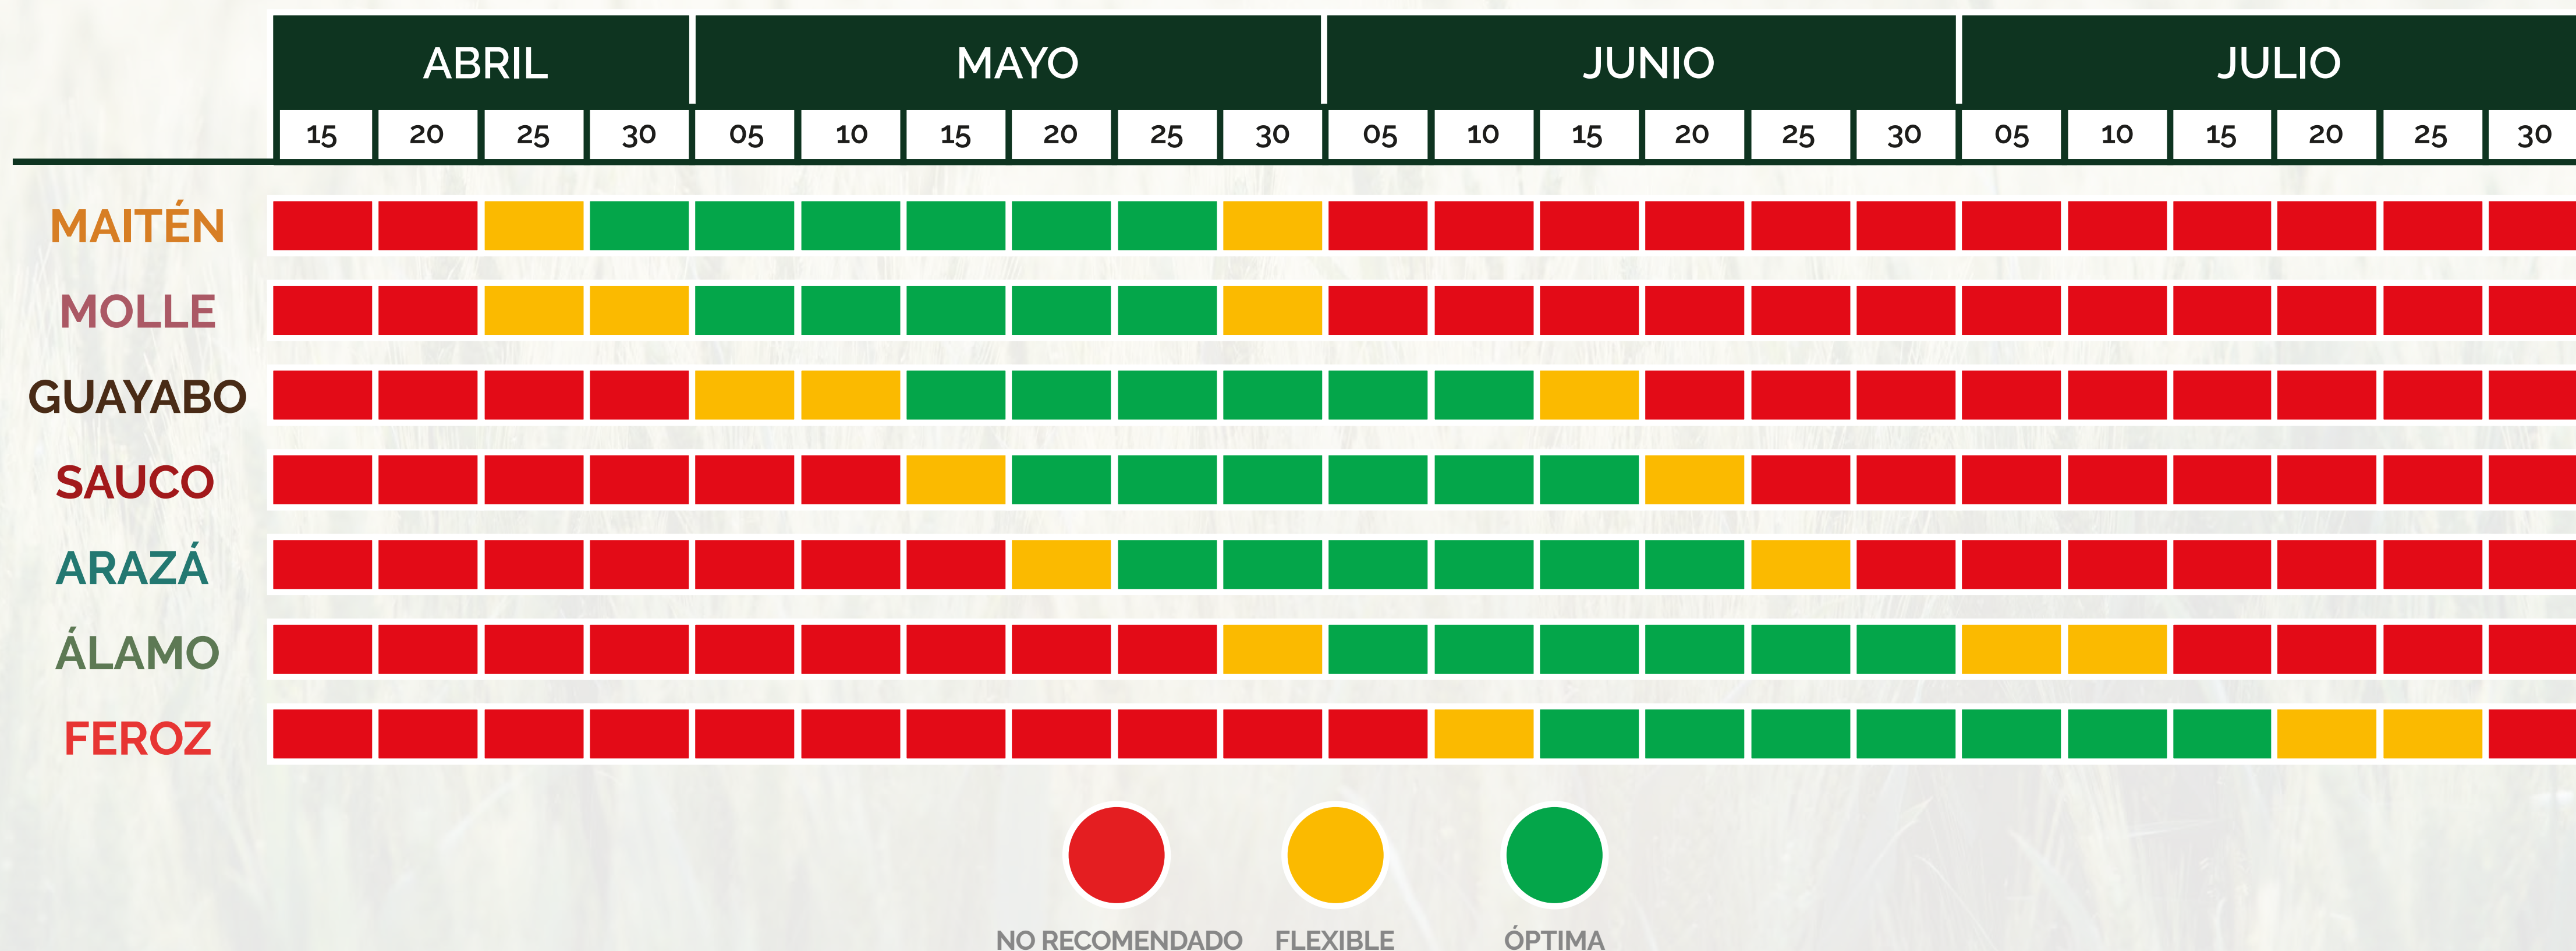 ABRIL MAYO JUNIO JULIO
15 20 25 30 05 10 15 20 25 30 05 10 15 20 25 30 05 10 15 20 25 30
MAITÉN
MOLLE
GUAYABO
SAUCO
ARAZÁ
ÁLAMO
FEROZ
NO RECOMENDADO FLEXIBLE ÓPTIMA